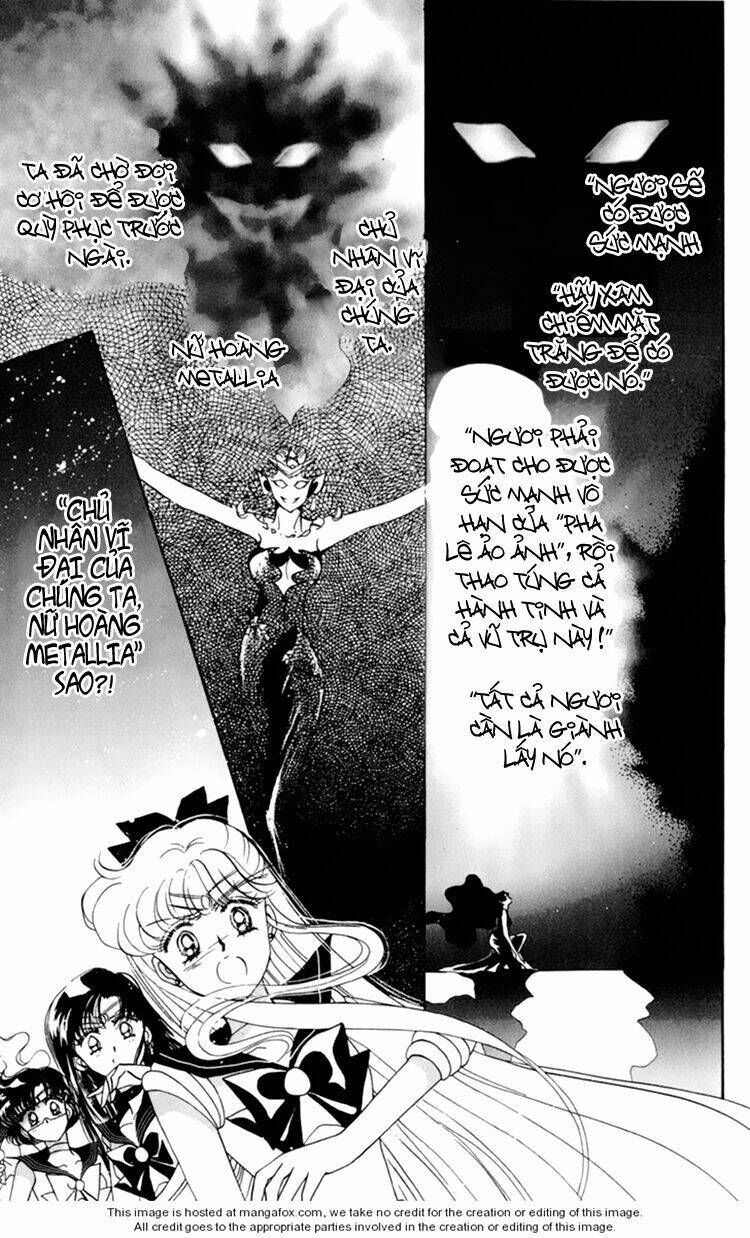 "NGƯƠI SẼ
CÓ ĐƯỢC
SỨC MẠNH
"HÃY XÂM
CHIẾM MẶT
TRĂNG ĐỂ CÓ
ĐƯỢC NÓ."
"NGƯƠI PHẢI
ĐOẠT CHO ĐƯỢC
SỨC MẠNH VÔ
HẠN CỦA "PHA
LÊ ẢO ẢNH", RỒI
THAO TÚNG CẢ
HÀNH TINH VÀ
CẢ VŨ TRỤ NÀY!"
"TẤT CẢ NGƯƠI
CẦN LÀ GIÀNH
LẤY NÓ".
TA ĐÃ CHỜ ĐỢI
CƠ HỘI ĐỂ ĐƯỢC
QUỲ PHỤC TRƯỚC
NGÀI.
CHỦ
NHÂN VĨ
ĐẠI CỦA
CHÚNG
TA.
NỮ HOÀNG
METALLIA
"CHỦ
NHÂN VĨ
ĐẠI CỦA
CHÚNG TA,
NỮ HOÀNG
METALLIA"
SAO?!
This image is hosted at mangafox.com, we take no credit for the creation or editing of this image.
All credit goes to the appropriate parties involved in the creation or editing of this image.